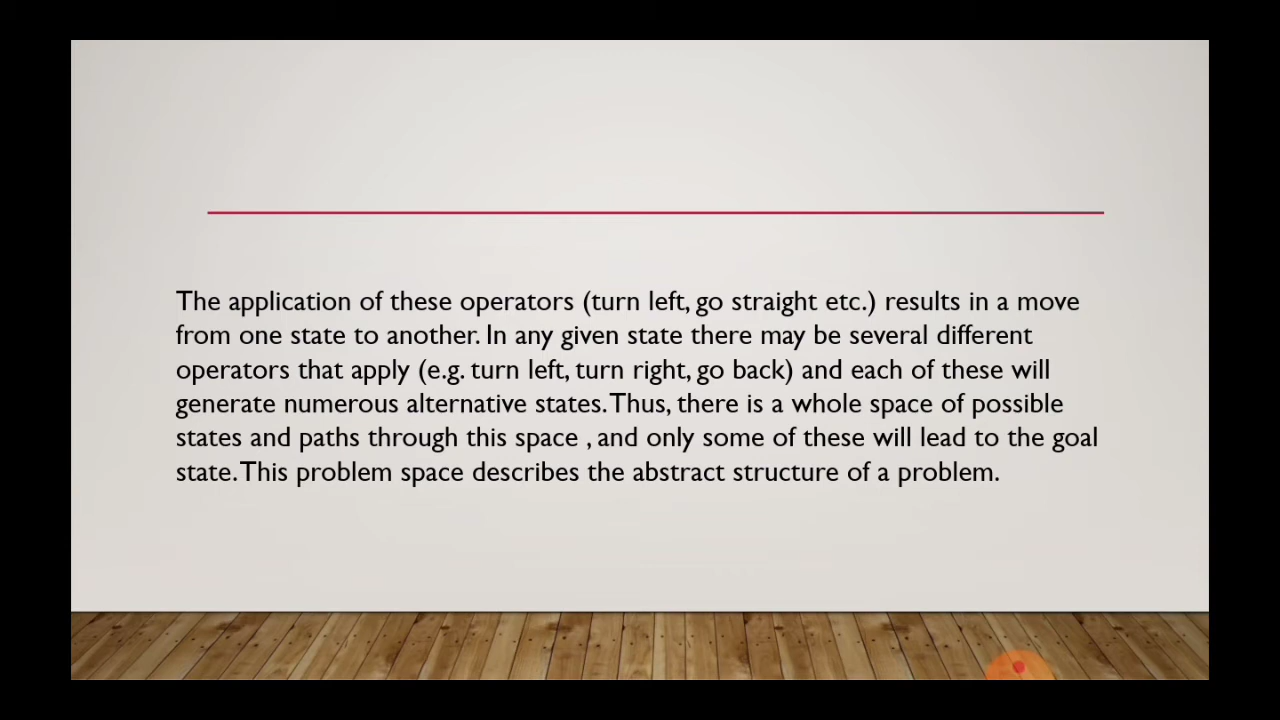 The application of these operators (turn left, go straight etc.) results in a move
from one state to another. In any given state there may be several different
operators that apply (e.g. turn left, turn right, go back) and each of these will
generate numerous alternative states. Thus, there is a whole space of possible
states and paths through this space , and only some of these will lead to the goal
state. This problem space describes the abstract structure of a problem.